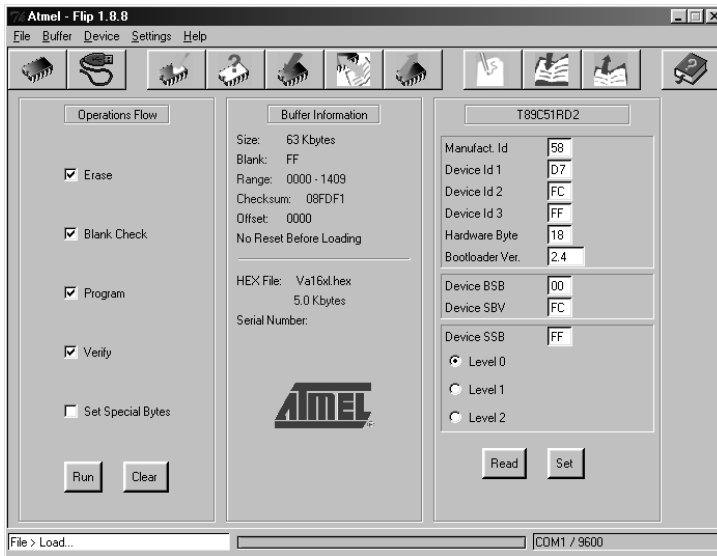 Atmel - Flip 1.8.8
File Buffer Device Settings Help
Operations Flow
Erase
Blank Check
Program
Verify
Set Special Bytes
Run Clear
Buffer Information
Size: 63 Kbytes
Blank: FF
Range: 0000 - 1409
Checksum: 08FDF1
Offset: 0000
No Reset Before Loading
HEX File: Va16xl.hex
5.0 Kbytes
Serial Number:
ATMEL
T89C51RD2
Manufact. Id 58
Device Id 1 D7
Device Id 2 FC
Device Id 3 FF
Hardware Byte 18
Bootloader Ver. 2.4
Device BSB 00
Device SBV FC
Device SSB FF
Level 0
Level 1
Level 2
Read Set
File > Load...
COM1 / 9600